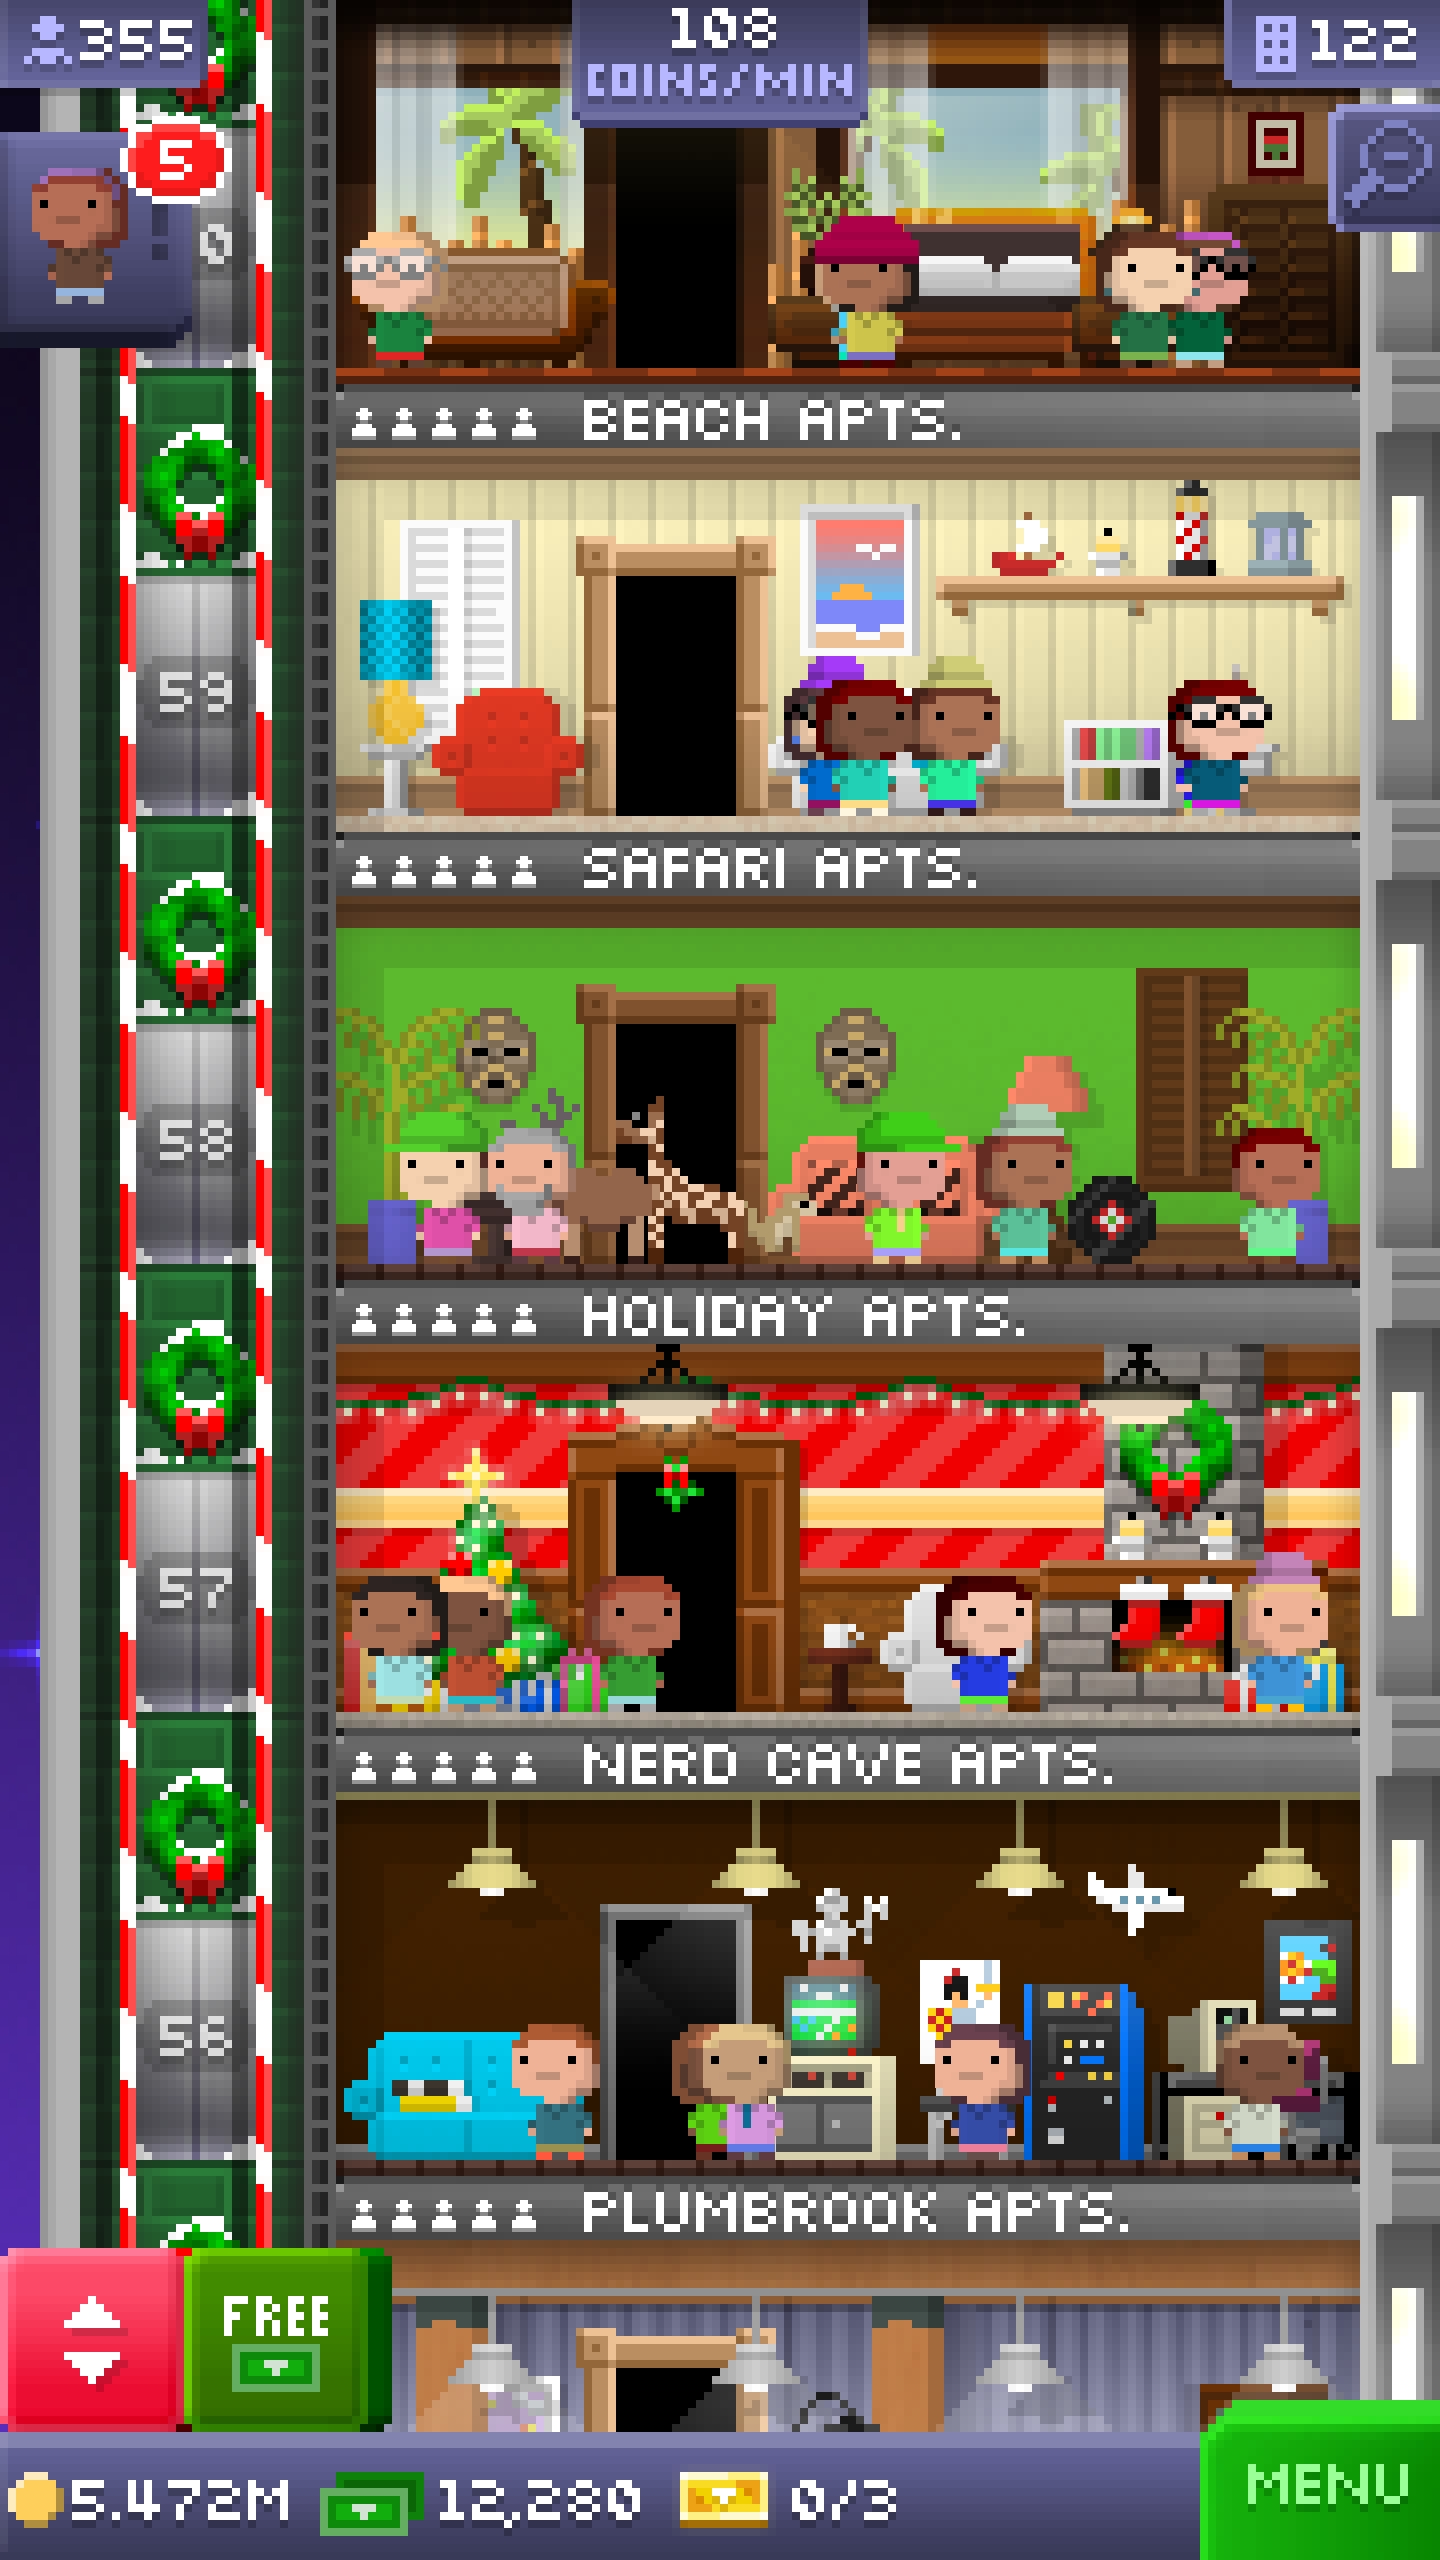 355
108
COINS/MIN
122
5
0
BEACH APTS.
59
SAFARI APTS.
58
HOLIDAY APTS.
57
NERD CAVE APTS.
56
PLUMBROOK APTS.
FREE
5.472M
12,280
0/3
MENU